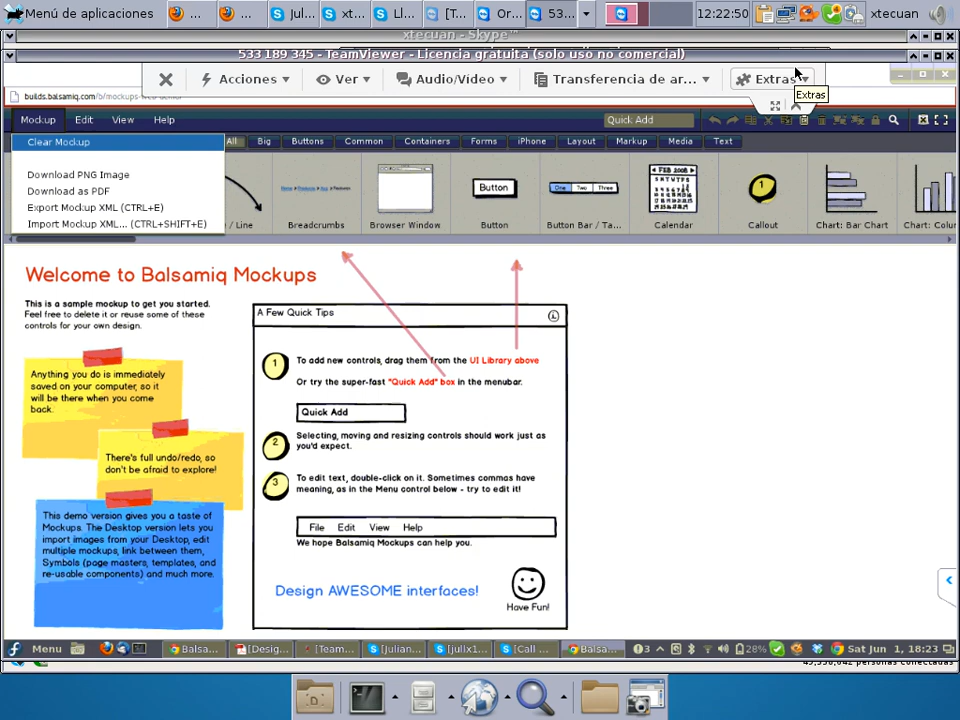 Menú de aplicaciones
...
...
Jul...
xt...
Ll...
[T...
Or...
53...
12:22:50
xtecuan
xtecuan - Skype™
533 189 345 - TeamViewer - Licencia gratuita (solo uso no comercial)
Acciones
Ver
Audio/Vídeo
Transferencia de ar...
Extras
Extras
builds.balsamiq.com/b/mockups-web-demo/
Mockup
Edit
View
Help
Quick Add
Clear Mockup
Download PNG Image
Download as PDF
Export Mockup XML (CTRL+E)
Import Mockup XML... (CTRL+SHIFT+E)
All
Big
Buttons
Common
Containers
Forms
iPhone
Layout
Markup
Media
Text
Button
One
Two
Three
FEB 2008
1
/ Line
Breadcrumbs
Browser Window
Button
Button Bar / Ta...
Calendar
Callout
Chart: Bar Chart
Chart: Colu
Welcome to Balsamiq Mockups
This is a sample mockup to get you started.
Feel free to delete it or reuse some of these
controls for your own design.
Anything you do is immediately
saved on your computer, so it
will be there when you come
back.
There's full undo/redo, so
don't be afraid to explore!
This demo version gives you a taste of
Mockups. The Desktop version lets you
import images from your Desktop, edit
multiple mockups, link between them,
Symbols (page masters, templates, and
re-usable components) and much more.
A Few Quick Tips
1
To add new controls, drag them from the UI Library above
Or try the super-fast "Quick Add" box in the menubar.
Quick Add
2
Selecting, moving and resizing controls should work just as
you'd expect.
3
To edit text, double-click on it. Sometimes commas have
meaning, as in the Menu control below - try to edit it!
File
Edit
View
Help
We hope Balsamiq Mockups can help you.
Design AWESOME interfaces!
Have Fun!
Menu
Balsa...
[Desig...
[Team...
[Julian...
[jullx1...
[Call ...
Balsa...
3
28%
Sat Jun 1, 18:23
personas conectadas